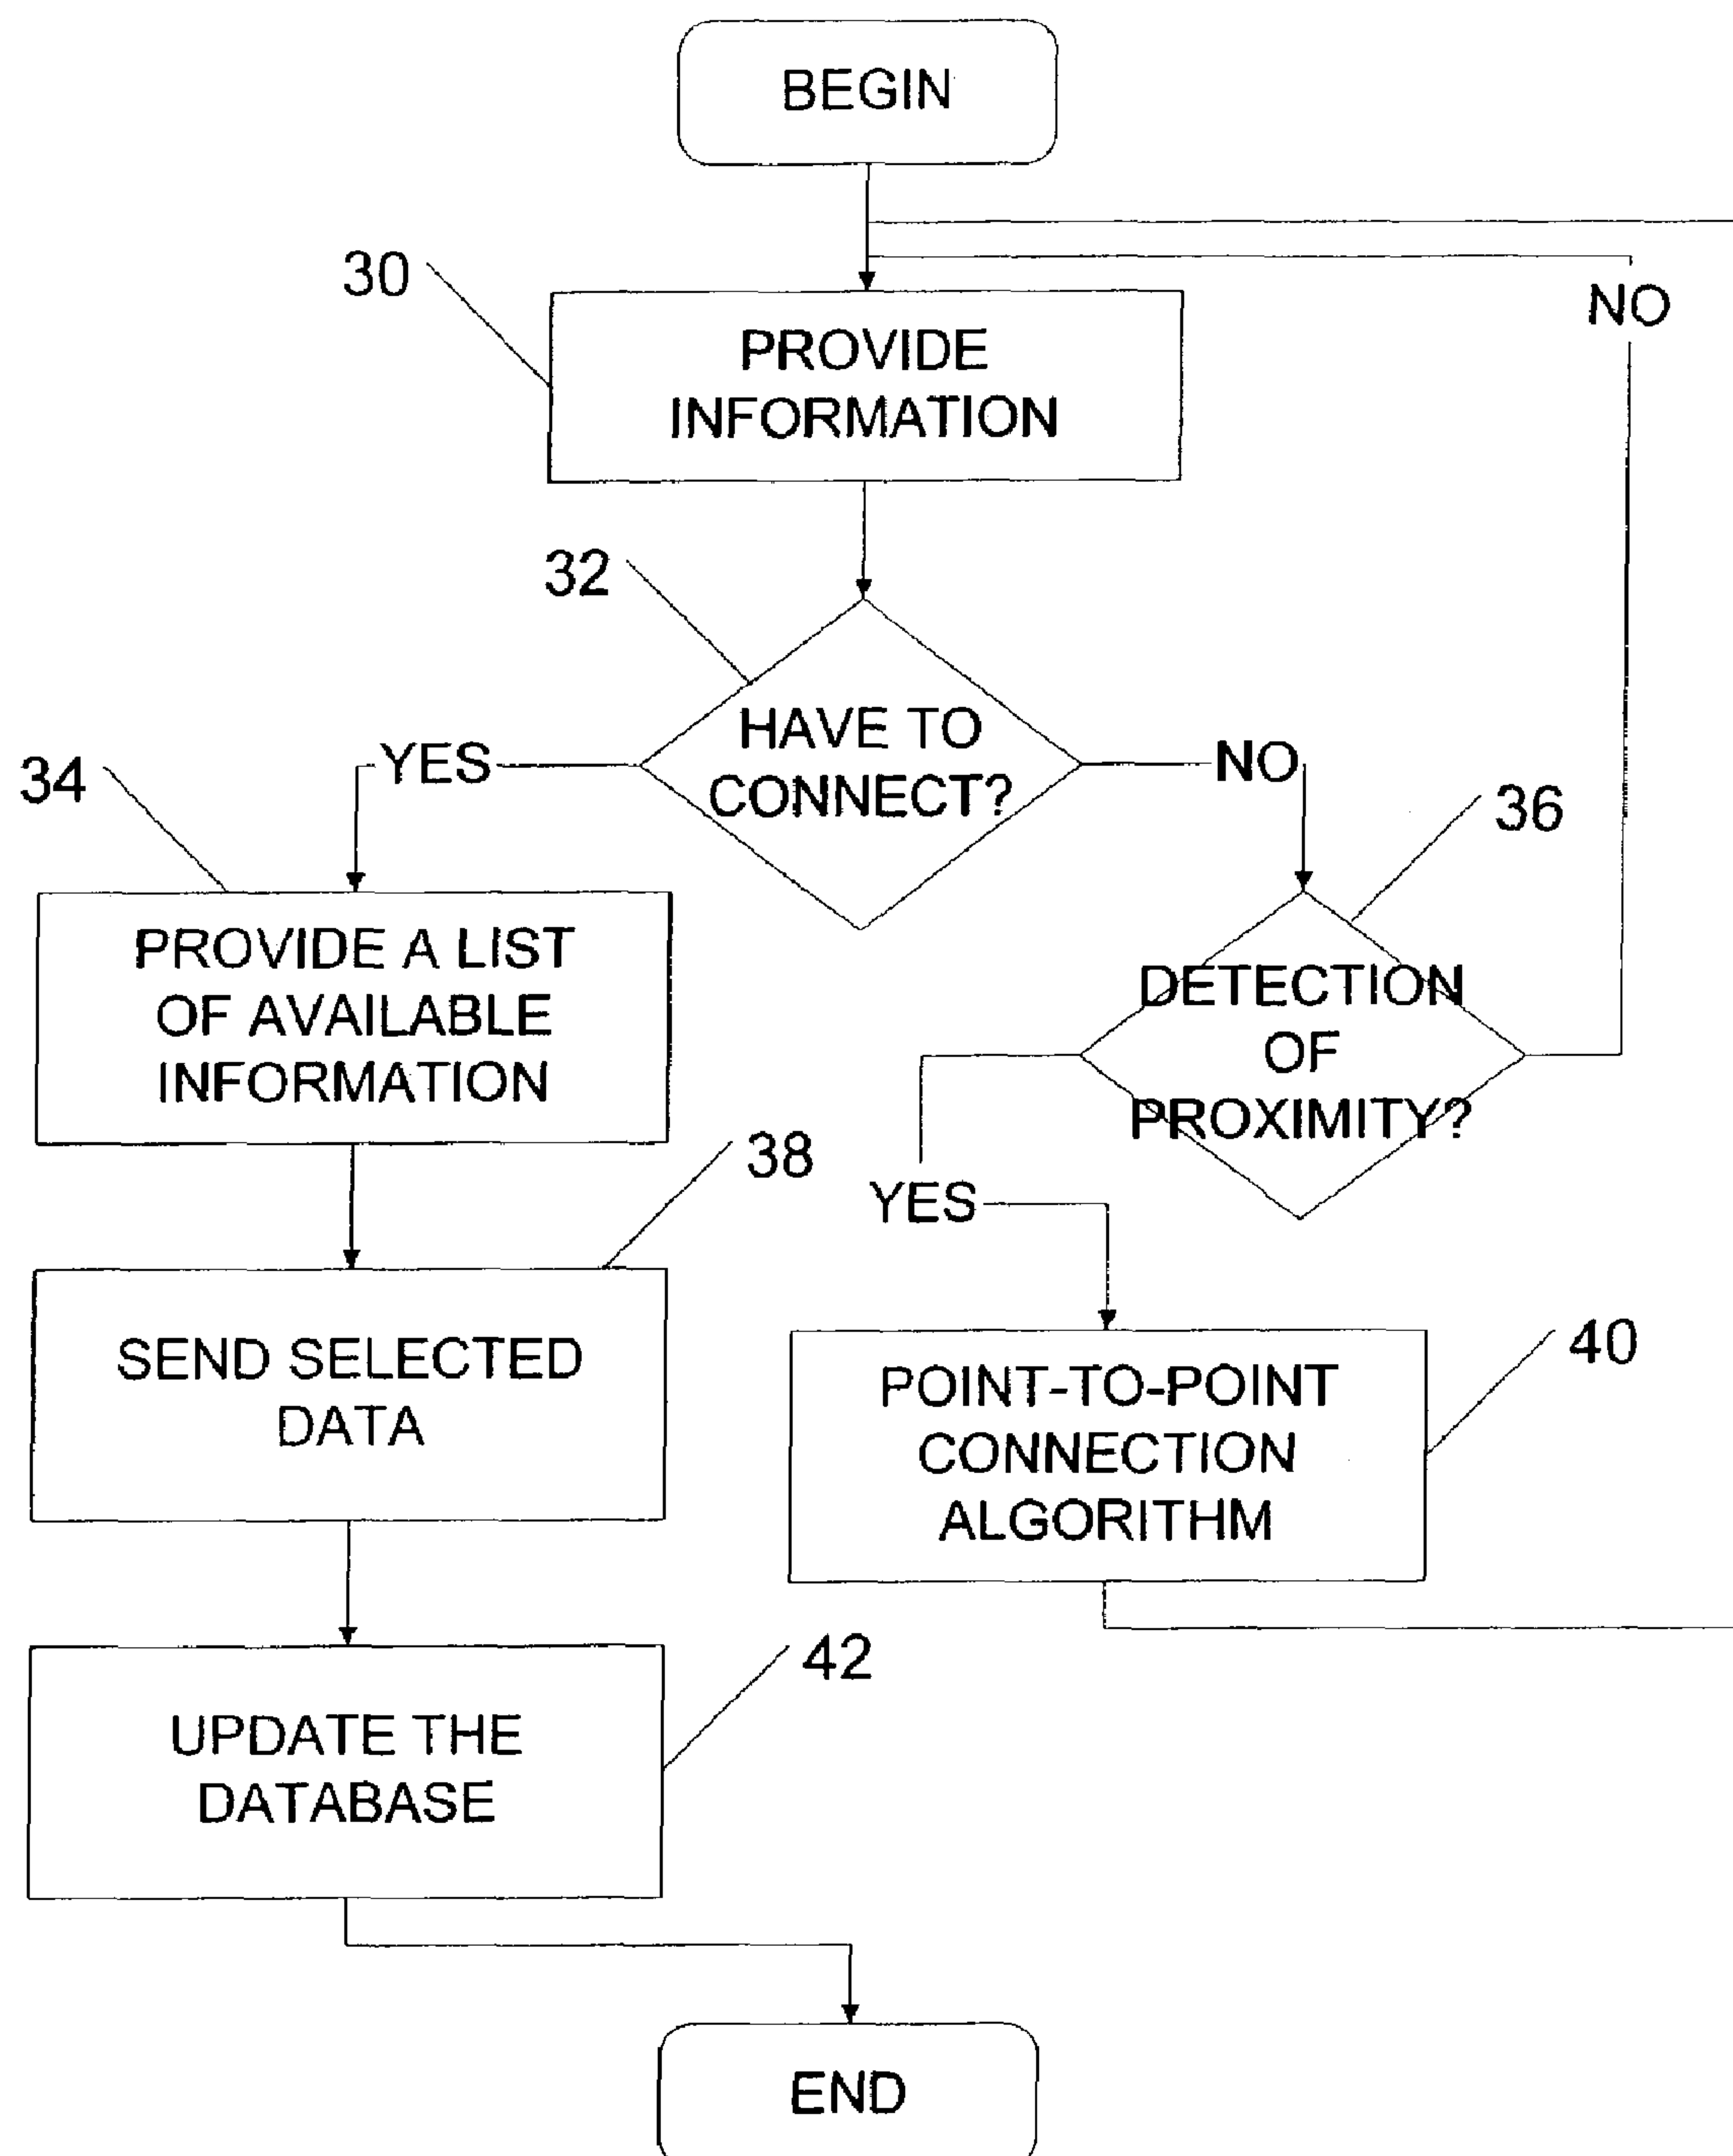 BEGIN
30
NO
PROVIDE
INFORMATION
32
HAVE TO
CONNECT?
YES
NO
34
36
PROVIDE A LIST
OF AVAILABLE
INFORMATION
DETECTION
OF
PROXIMITY?
38
YES
SEND SELECTED
DATA
40
POINT-TO-POINT
CONNECTION
ALGORITHM
42
UPDATE THE
DATABASE
END